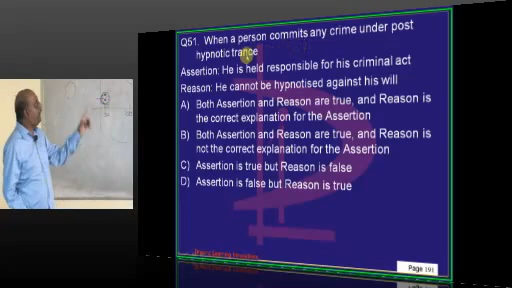 Q51. When a person commits any crime under post
hypnotic trance
Assertion: He is held responsible for his criminal act
Reason: He cannot be hypnotised against his will
A) Both Assertion and Reason are true, and Reason is
the correct explanation for the Assertion
B) Both Assertion and Reason are true, and Reason is
not the correct explanation for the Assertion
C) Assertion is true but Reason is false
D) Assertion is false but Reason is true
Page 191